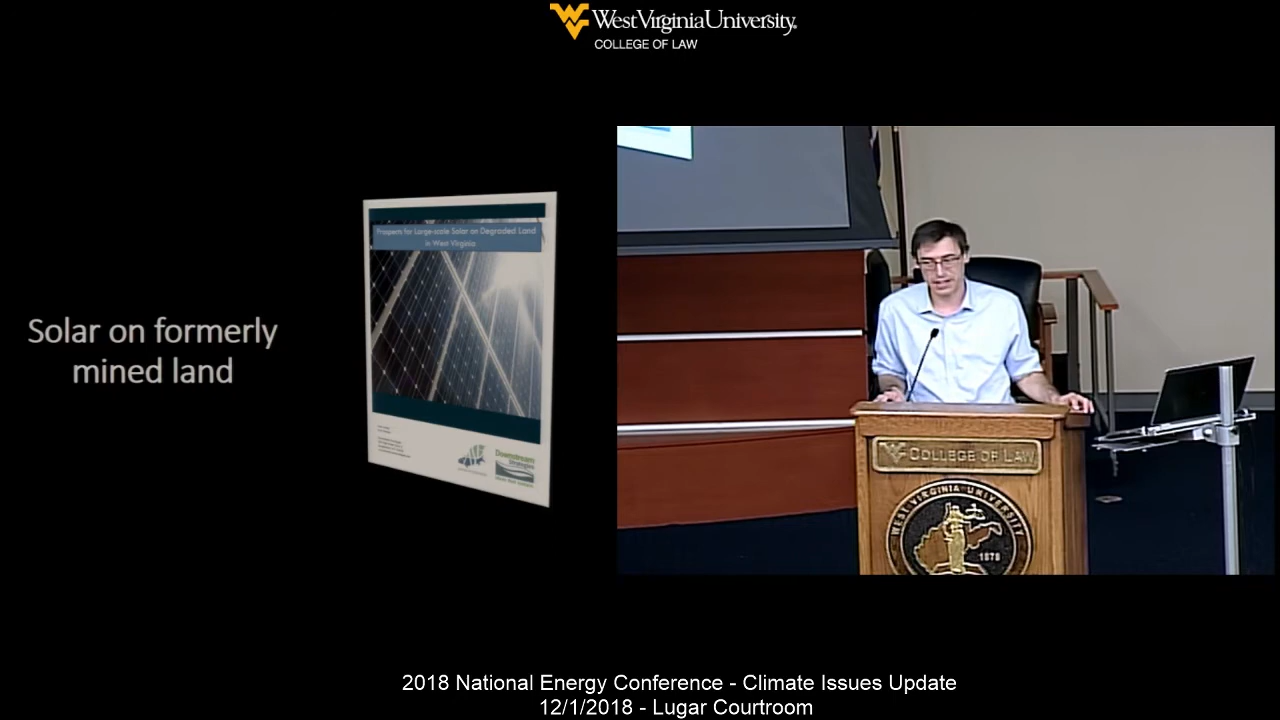 West Virginia University®
COLLEGE OF LAW
Solar on formerly
mined land
Prospects for Large-scale Solar on Degraded Land
in West Virginia
Downstream
Strategies
COLLEGE OF LAW
WEST VIRGINIA UNIVERSITY
1878
2018 National Energy Conference - Climate Issues Update
12/1/2018 - Lugar Courtroom